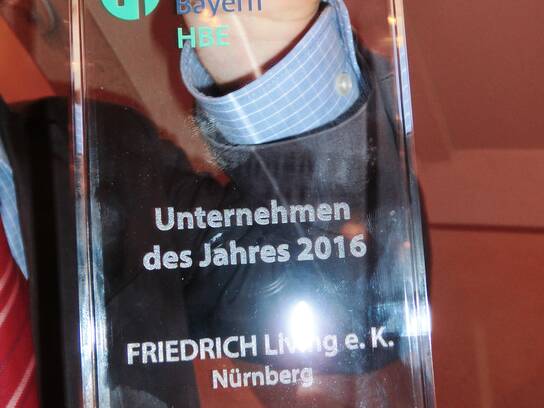 Bayern
HBE
Unternehmen
des Jahres 2016
FRIEDRICH Living e. K.
Nürnberg